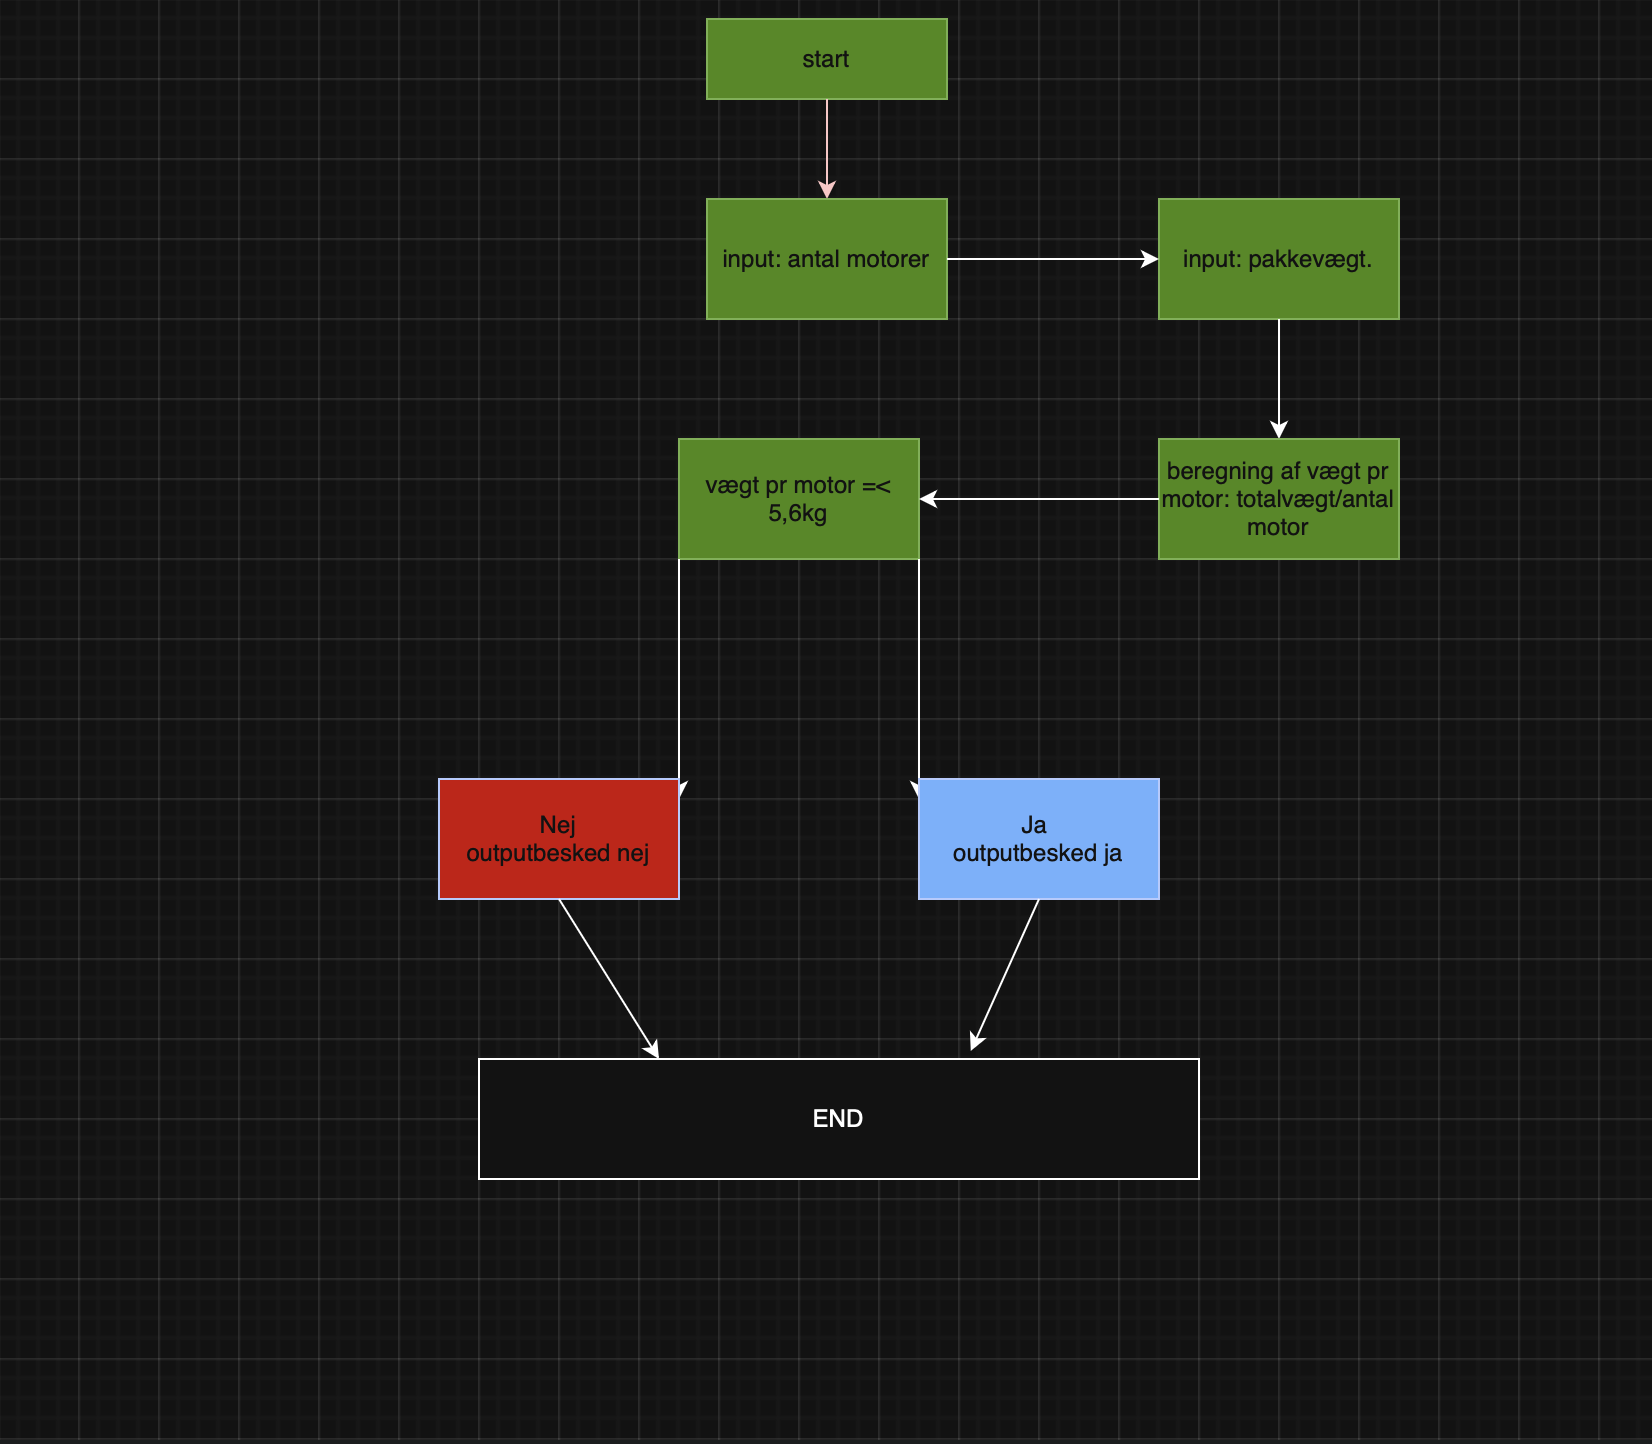 start
input: antal motorer
input: pakkevægt.
beregning af vægt pr
motor: totalvægt/antal
motor
vægt pr motor =<
5,6kg
Nej
outputbesked nej
Ja
outputbesked ja
END